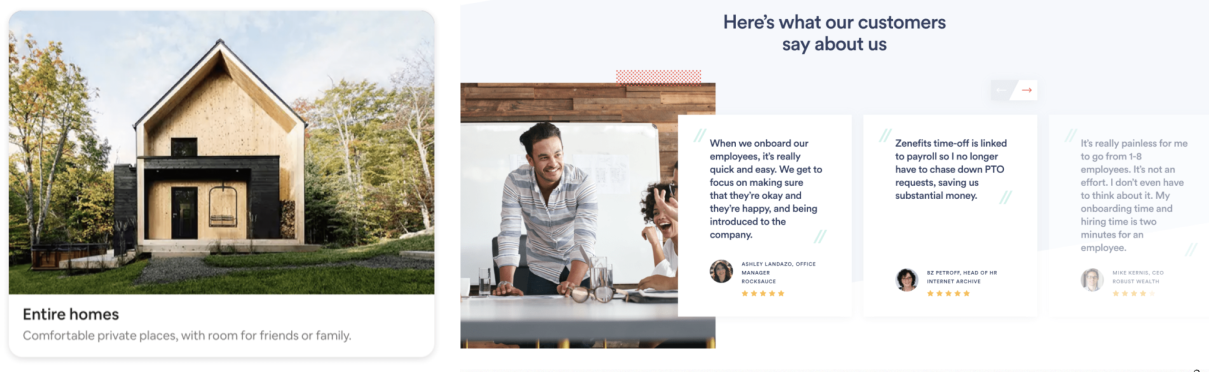 Entire homes
Comfortable private places, with room for friends or family.
Here's what our customers
say about us
When we onboard our
employees, it's really
quick and easy. We get to
focus on making sure
that they're okay and
they're happy, and being
introduced to the
company.
ASHLEY LANDAZO, OFFICE
MANAGER
ROCKSAUCE
Zenefits time-off is linked
to payroll so I no longer
have to chase down PTO
requests, saving us
substantial money.
BZ PETROFF, HEAD OF HR
INTERNET ARCHIVE
It's really painless for me
to go from 1-8
employees. It's not an
effort. I don't even have
to think about it. My
onboarding time and
hiring time is two
minutes for an
employee.
MIKE KERNIS, CEO
ROBUST WEALTH